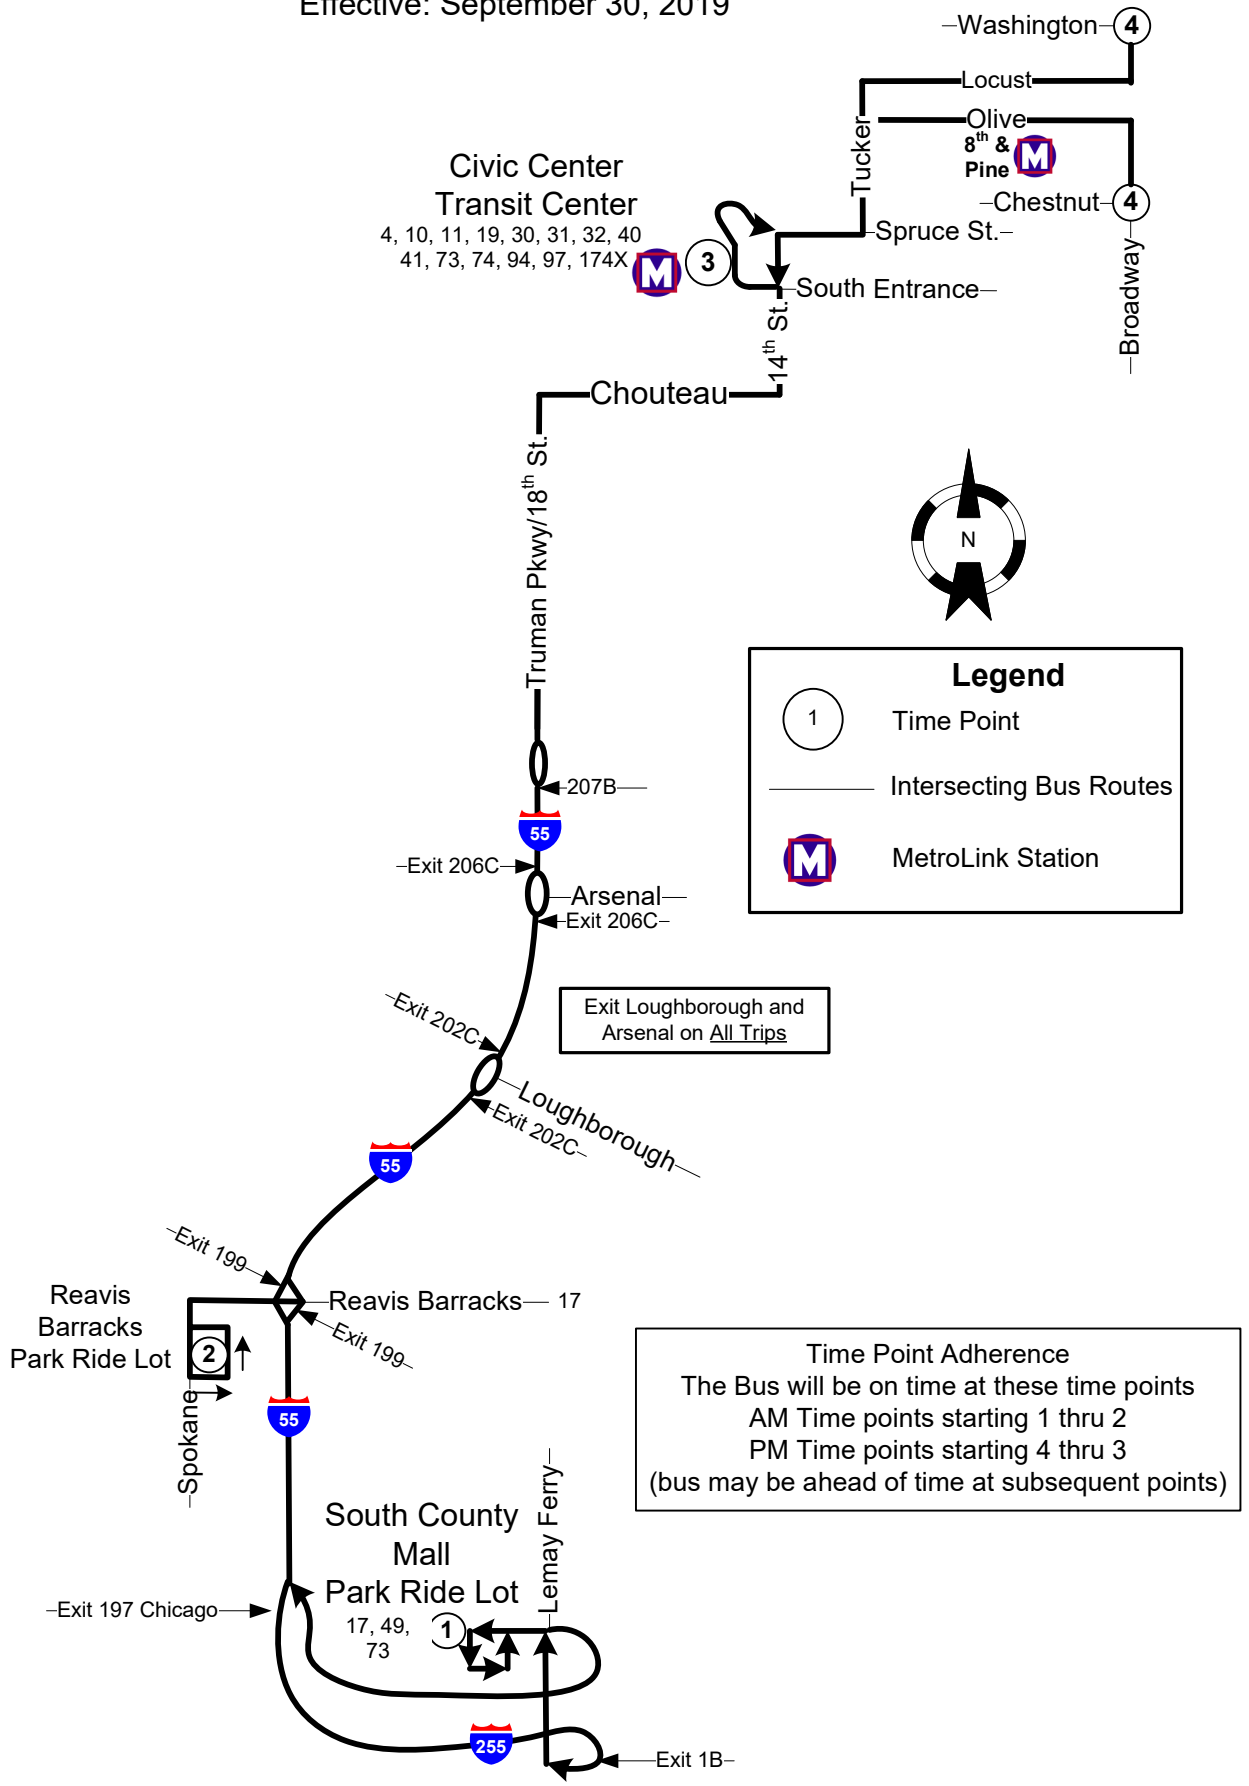 Effective: September 30, 2019
Washington
4
Locust
Olive
8th &
Pine
M
Tucker
Chestnut
4
Broadway
Civic Center
Transit Center
4, 10, 11, 19, 30, 31, 32, 40
41, 73, 74, 94, 97, 174X
M
3
Spruce St.
South Entrance
14th St.
Chouteau
Truman Pkwy/18th St.
N
Legend
1
Time Point
Intersecting Bus Routes
M
MetroLink Station
207B
55
Exit 206C
Arsenal
Exit 206C
Exit Loughborough and
Arsenal on All Trips
Exit 202C
Loughborough
Exit 202C
55
Exit 199
Reavis Barracks
17
Exit 199
Reavis
Barracks
Park Ride Lot
2
Spokane
55
Time Point Adherence
The Bus will be on time at these time points
AM Time points starting 1 thru 2
PM Time points starting 4 thru 3
(bus may be ahead of time at subsequent points)
South County
Mall
Park Ride Lot
17, 49,
73
1
Lemay Ferry
Exit 197 Chicago
255
Exit 1B